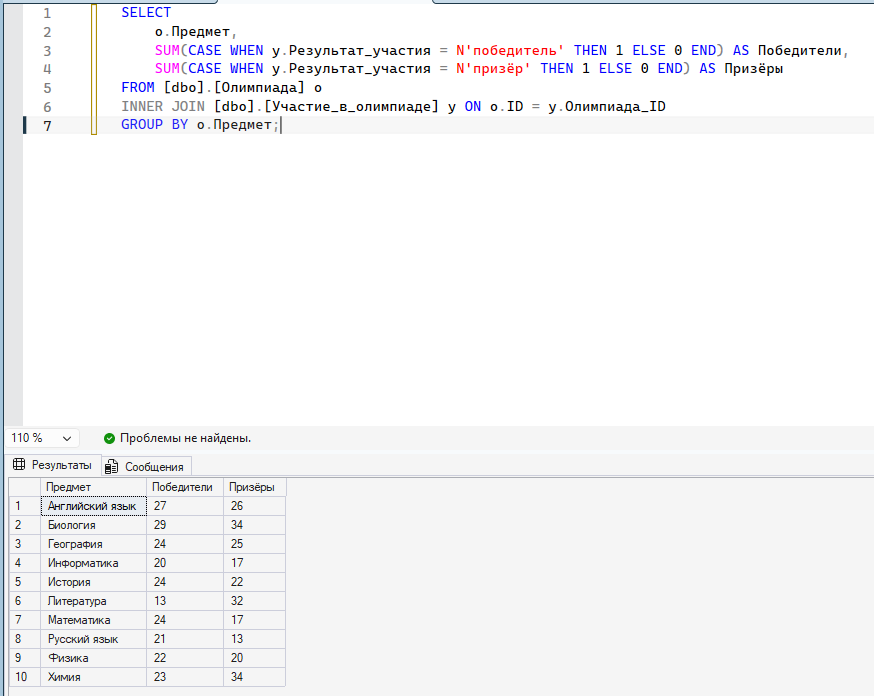 1 SELECT
2 о.Предмет,
3 SUM(CASE WHEN у.Результат_участия = N'победитель' THEN 1 ELSE 0 END) AS Победители,
4 SUM(CASE WHEN у.Результат_участия = N'призёр' THEN 1 ELSE 0 END) AS Призёры
5 FROM [dbo].[Олимпиада] о
6 INNER JOIN [dbo].[Участие_в_олимпиаде] у ON о.ID = у.Олимпиада_ID
7 GROUP BY о.Предмет;
110 % Проблемы не найдены.
Результаты Сообщения
Предмет Победители Призёры
1 Английский язык 27 26
2 Биология 29 34
3 География 24 25
4 Информатика 20 17
5 История 24 22
6 Литература 13 32
7 Математика 24 17
8 Русский язык 21 13
9 Физика 22 20
10 Химия 23 34